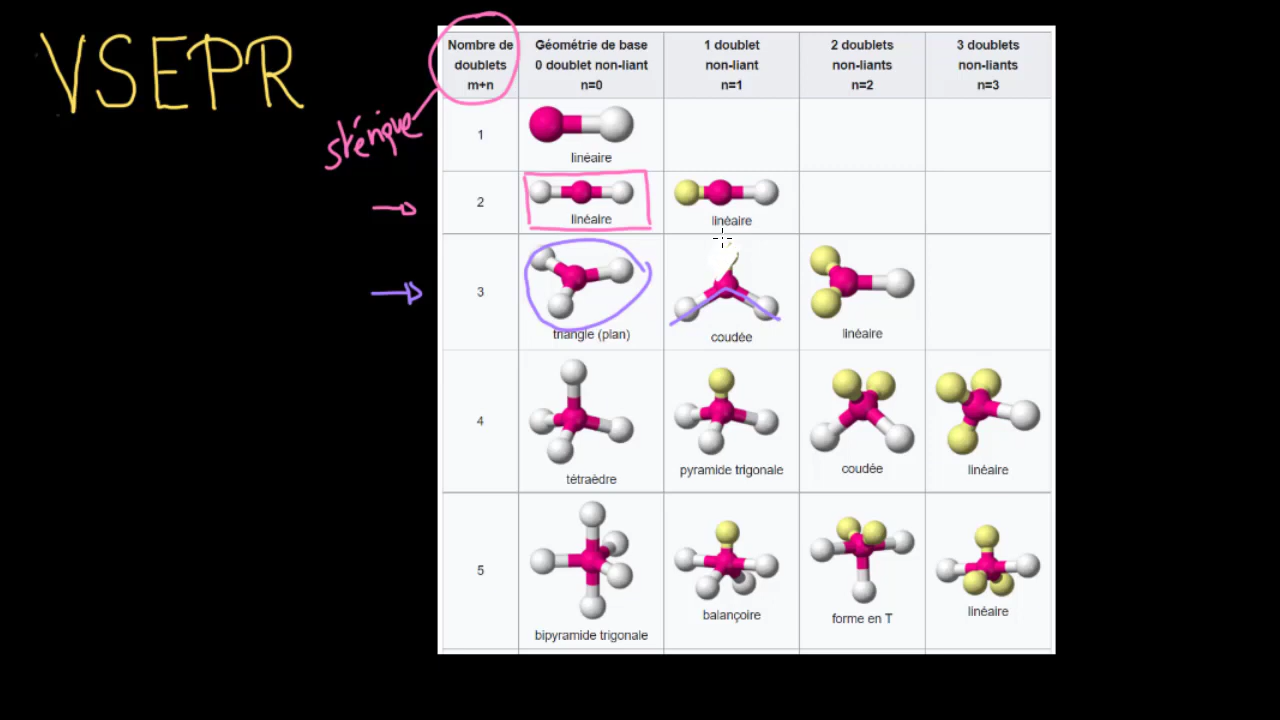 VSEPR
stérique
Nombre de
doublets
m+n
Géométrie de base
0 doublet non-liant
n=0
1 doublet
non-liant
n=1
2 doublets
non-liants
n=2
3 doublets
non-liants
n=3
1
linéaire
2
linéaire
linéaire
3
triangle (plan)
coudée
linéaire
4
tétraèdre
pyramide trigonale
coudée
linéaire
5
bipyramide trigonale
balançoire
forme en T
linéaire